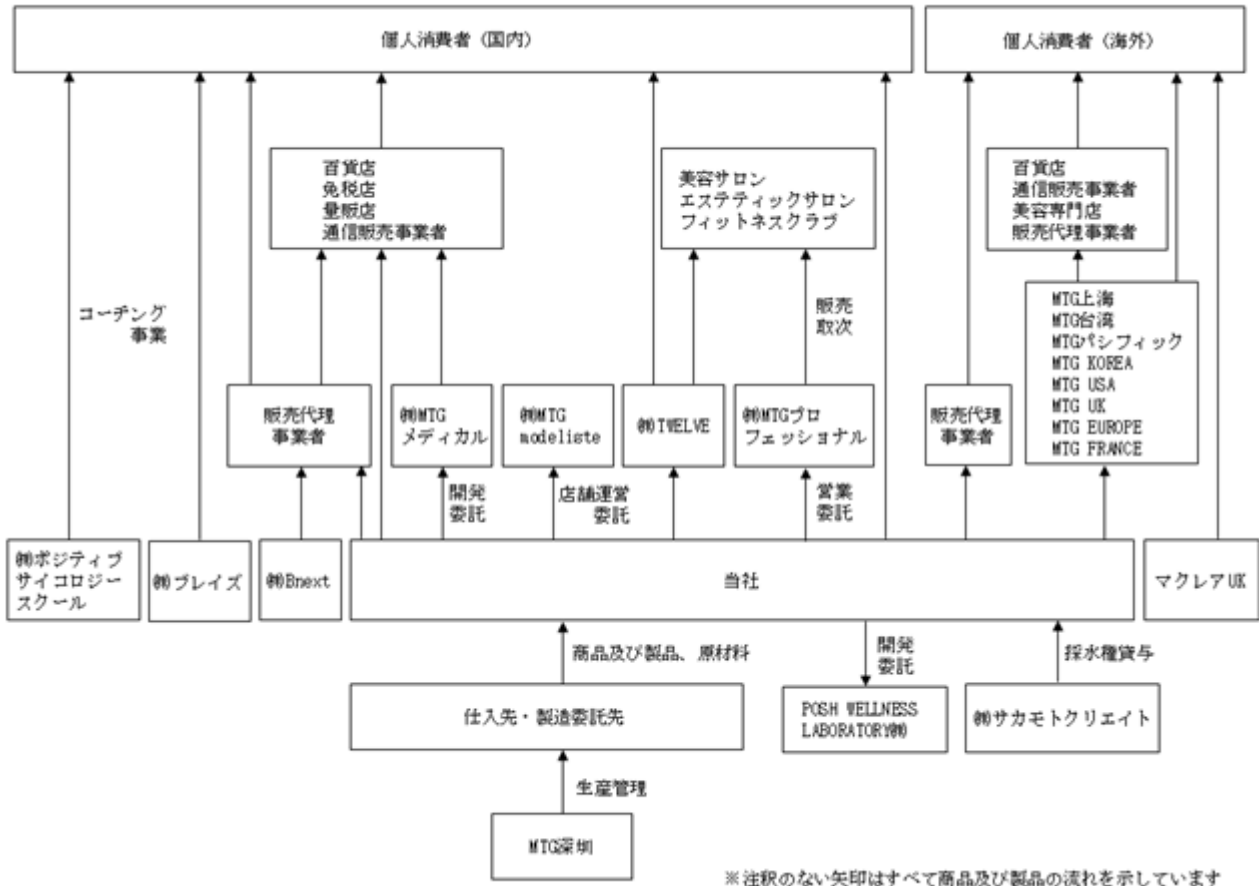 個人消費者（国内）
個人消費者（海外）
百貨店
免税店
量販店
通信販売事業者
美容サロン
エステティックサロン
フィットネスクラブ
百貨店
通信販売事業者
美容専門店
販売代理事業者
コーチング
事業
販売
取次
MTG上海
MTG台湾
MTGパシフィック
MTG KOREA
MTG USA
MTG UK
MTG EUROPE
MTG FRANCE
販売代理
事業者
㈱MTG
メディカル
㈱MTG
modeliste
㈱TWELVE
㈱MTGプロ
フェッショナル
販売代理
事業者
開発
委託
店舗運営
委託
営業
委託
㈱ポジティブ
サイコロジー
スクール
㈱ブレイズ
㈱Bnext
当社
マクレアUK
商品及び製品、原材料
開発
委託
採水権貸与
仕入先・製造委託先
POSH WELLNESS
LABORATORY㈱
㈱サカモトクリエイト
生産管理
MTG深圳
※注釈のない矢印はすべて商品及び製品の流れを示しています